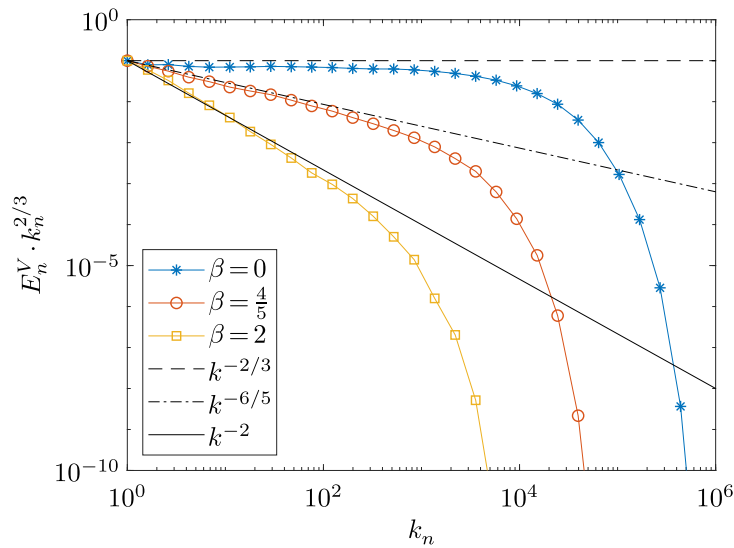 10^0
10^{-5}
10^{-10}
E_n^V · k_n^{2/3}
β = 0
β = 4/5
β = 2
k^{-2/3}
k^{-6/5}
k^{-2}
10^0
10^2
10^4
10^6
k_n